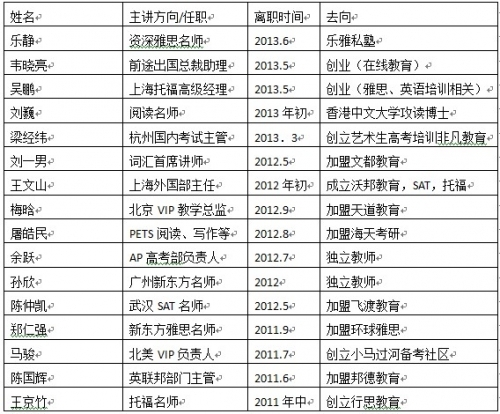 姓名 主讲方向/任职 离职时间 去向
乐静 资深雅思名师 2013.6 乐雅私塾
韦晓亮 前途出国总裁助理 2013.5 创业（在线教育）
吴鹏 上海托福高级经理 2013.5 创业（雅思、英语培训相关）
刘巍 阅读名师 2013 年初 香港中文大学攻读博士
梁经纬 杭州国内考试主管 2013．3 创立艺术生高考培训非凡教育
刘一男 词汇首席讲师 2012.5 加盟文都教育
王文山 上海外国部主任 2012 年初 成立沃邦教育，SAT，托福
梅晗 北京 VIP 教学总监 2012.9 加盟天道教育
屠皓民 PETS 阅读、写作等 2012.8 加盟海天考研
余跃 AP 高考部负责人 2012.7 独立教师
孙欣 广州新东方名师 2012 独立教师
陈仲凯 武汉 SAT 名师 2012.5 加盟飞渡教育
郑仁强 新东方雅思名师 2011.9 加盟环球雅思
马骏 北美 VIP 负责人 2011.7 创立小马过河备考社区
陈国辉 英联邦部门主管 2011.6 加盟邦德教育
王京竹 托福名师 2011 年中 创立行思教育